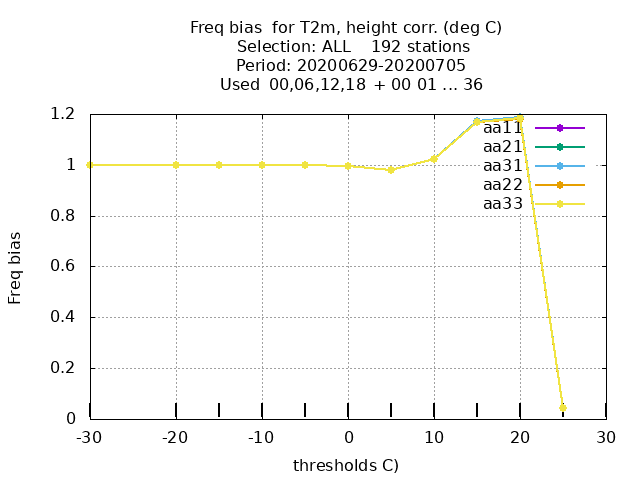 Freq bias  for T2m, height corr. (deg C)
Selection: ALL    192 stations
Period: 20200629-20200705
Used  00,06,12,18  + 00 01 ... 36
1.2
aa11
aa21
1
aa31
aa22
aa33
0.8
Freq bias
0.6
0.4
0.2
0
-30 -20 -10 0 10 20 30
thresholds C)